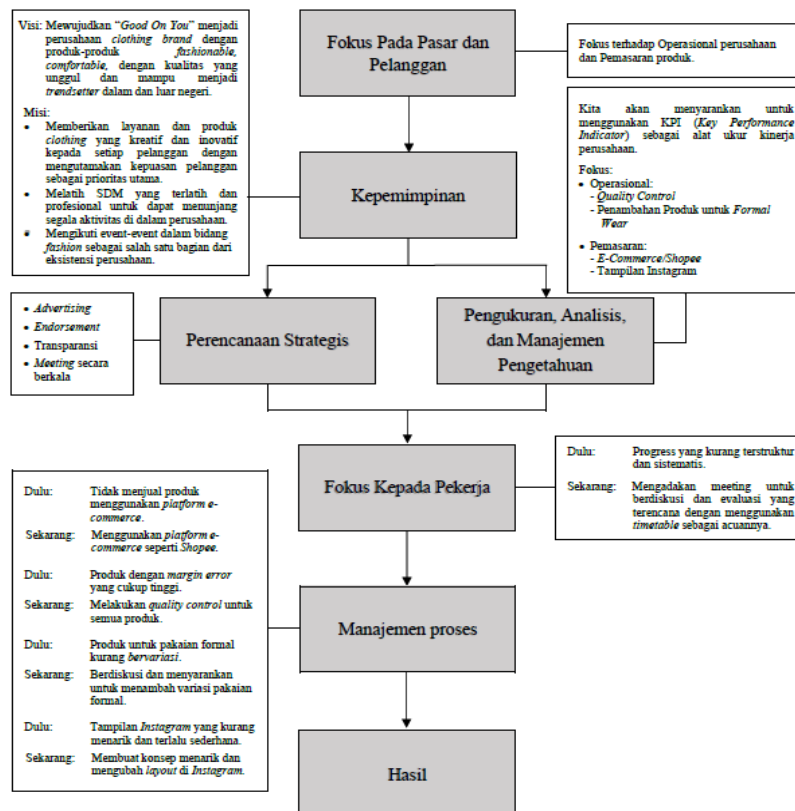 Visi: Mewujudkan “Good On You” menjadi
perusahaan clothing brand dengan
produk-produk fashionable,
comfortable, dengan kualitas yang
unggul dan mampu menjadi
trendsetter dalam dan luar negeri.
Misi:
• Memberikan layanan dan produk
clothing yang kreatif dan inovatif
kepada setiap pelanggan dengan
mengutamakan kepuasan pelanggan
sebagai prioritas utama.
• Melatih SDM yang terlatih dan
profesional untuk dapat menunjang
segala aktivitas di dalam perusahaan.
• Mengikuti event-event dalam bidang
fashion sebagai salah satu bagian dari
eksistensi perusahaan.
Fokus Pada Pasar dan
Pelanggan
Fokus terhadap Operasional perusahaan
dan Pemasaran produk.
Kepemimpinan
Kita akan menyarankan untuk
menggunakan KPI (Key Performance
Indicator) sebagai alat ukur kinerja
perusahaan.
Fokus:
• Operasional:
- Quality Control
- Penambahan Produk untuk Formal
Wear
• Pemasaran:
- E-Commerce/Shopee
- Tampilan Instagram
• Advertising
• Endorsement
• Transparansi
• Meeting secara
berkala
Perencanaan Strategis
Pengukuran, Analisis,
dan Manajemen
Pengetahuan
Fokus Kepada Pekerja
Dulu: Progress yang kurang terstruktur
dan sistematis.
Sekarang: Mengadakan meeting untuk
berdiskusi dan evaluasi yang
terencana dengan menggunakan
timetable sebagai acuannya.
Dulu: Tidak menjual produk
menggunakan platform e-
commerce.
Sekarang: Menggunakan platform e-
commerce seperti Shopee.
Dulu: Produk dengan margin error
yang cukup tinggi.
Sekarang: Melakukan quality control untuk
semua produk.
Dulu: Produk untuk pakaian formal
kurang bervariasi.
Sekarang: Berdiskusi dan menyarankan
untuk menambah variasi pakaian
formal.
Dulu: Tampilan Instagram yang kurang
menarik dan terlalu sederhana.
Sekarang: Membuat konsep menarik dan
mengubah layout di Instagram.
Manajemen proses
Hasil